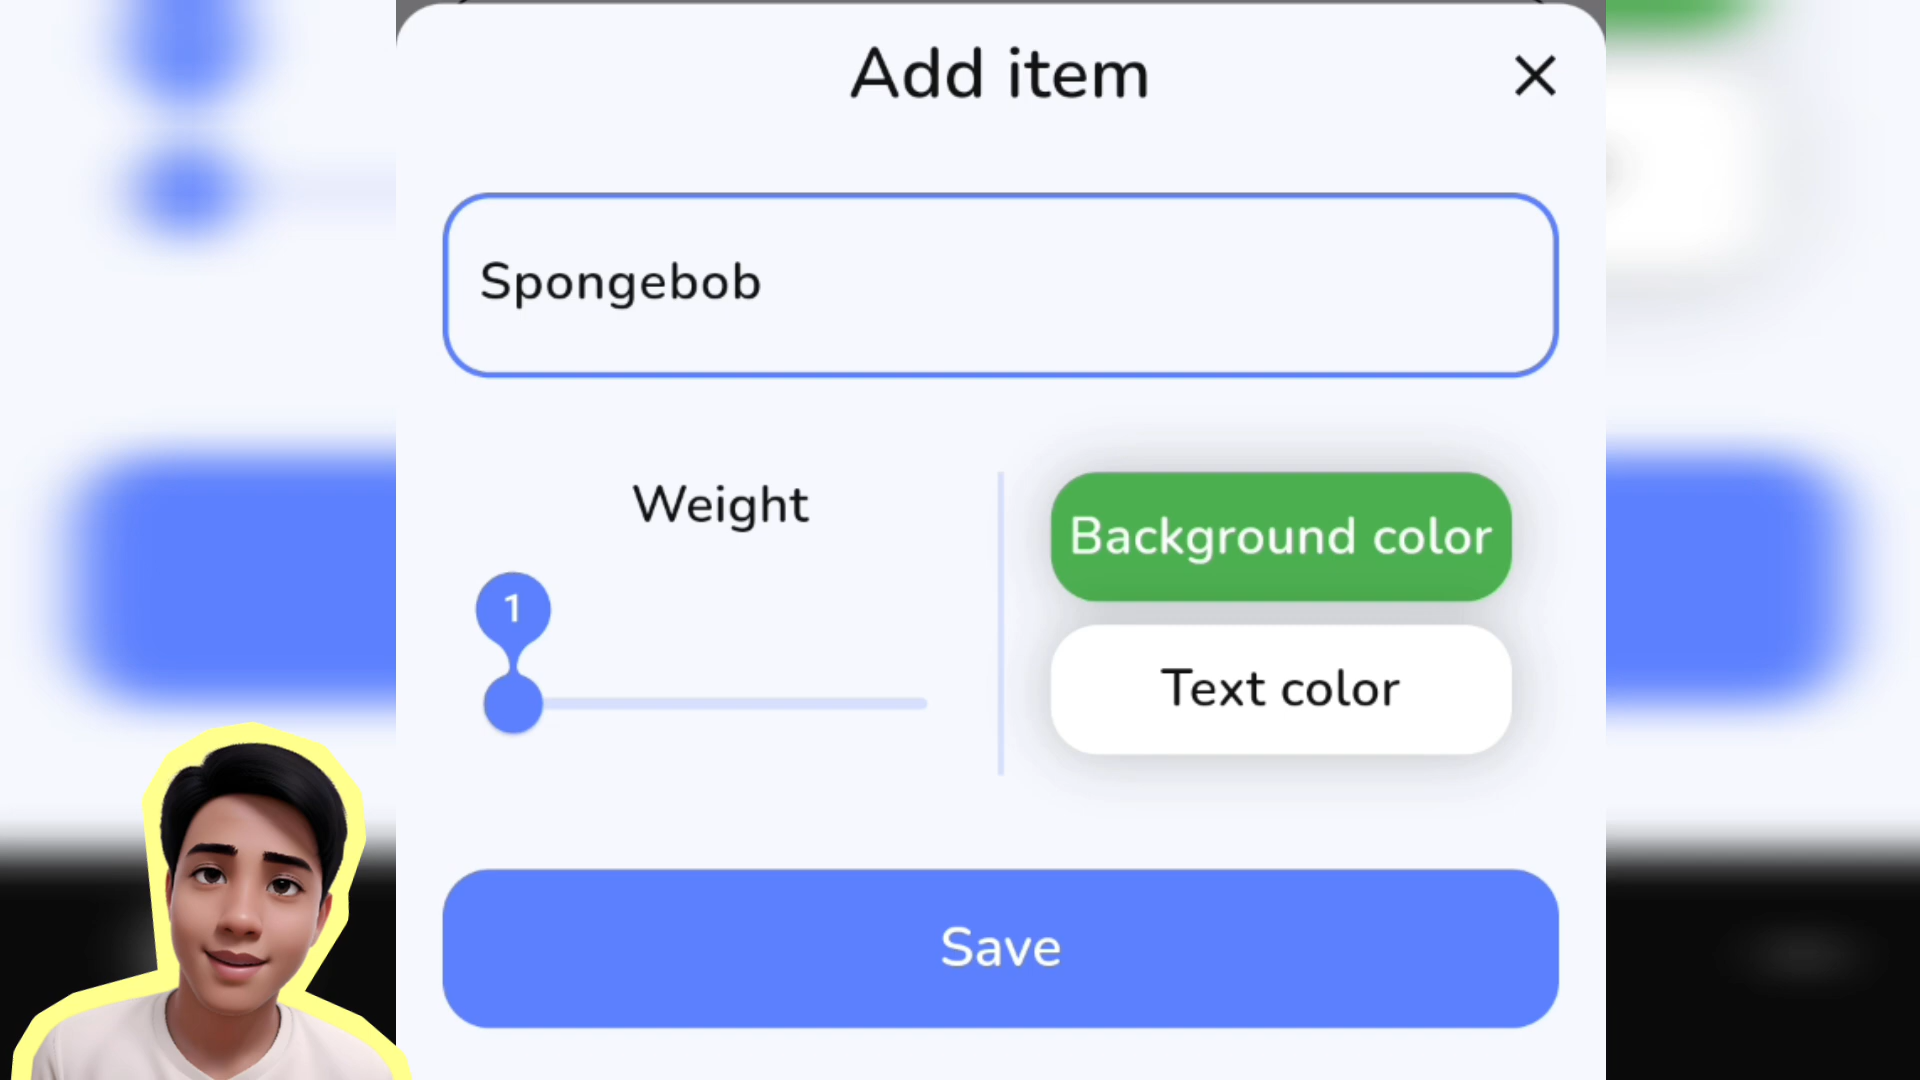 Add item
Spongebob
Weight
1
Background color
Text color
Save